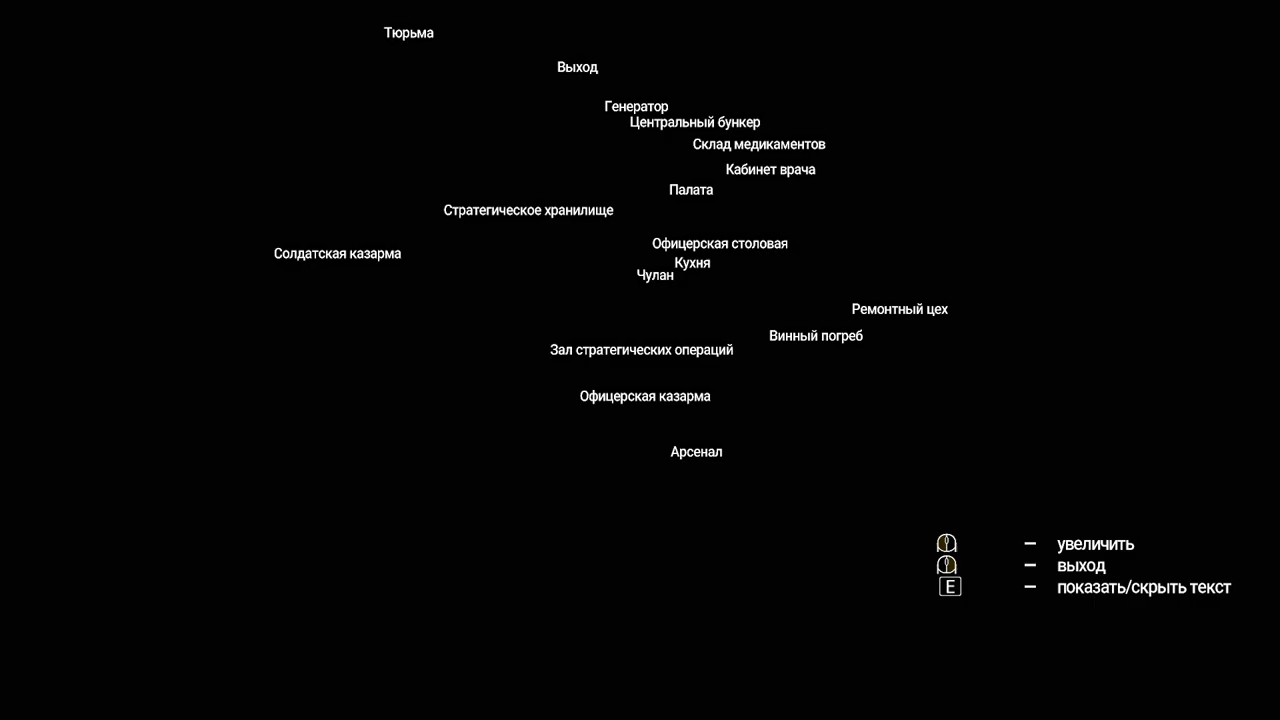 Тюрьма
Выход
Генератор
Центральный бункер
Склад медикаментов
Кабинет врача
Палата
Стратегическое хранилище
Офицерская столовая
Солдатская казарма
Кухня
Чулан
Ремонтный цех
Винный погреб
Зал стратегических операций
Офицерская казарма
Арсенал
– увеличить
– выход
E – показать/скрыть текст